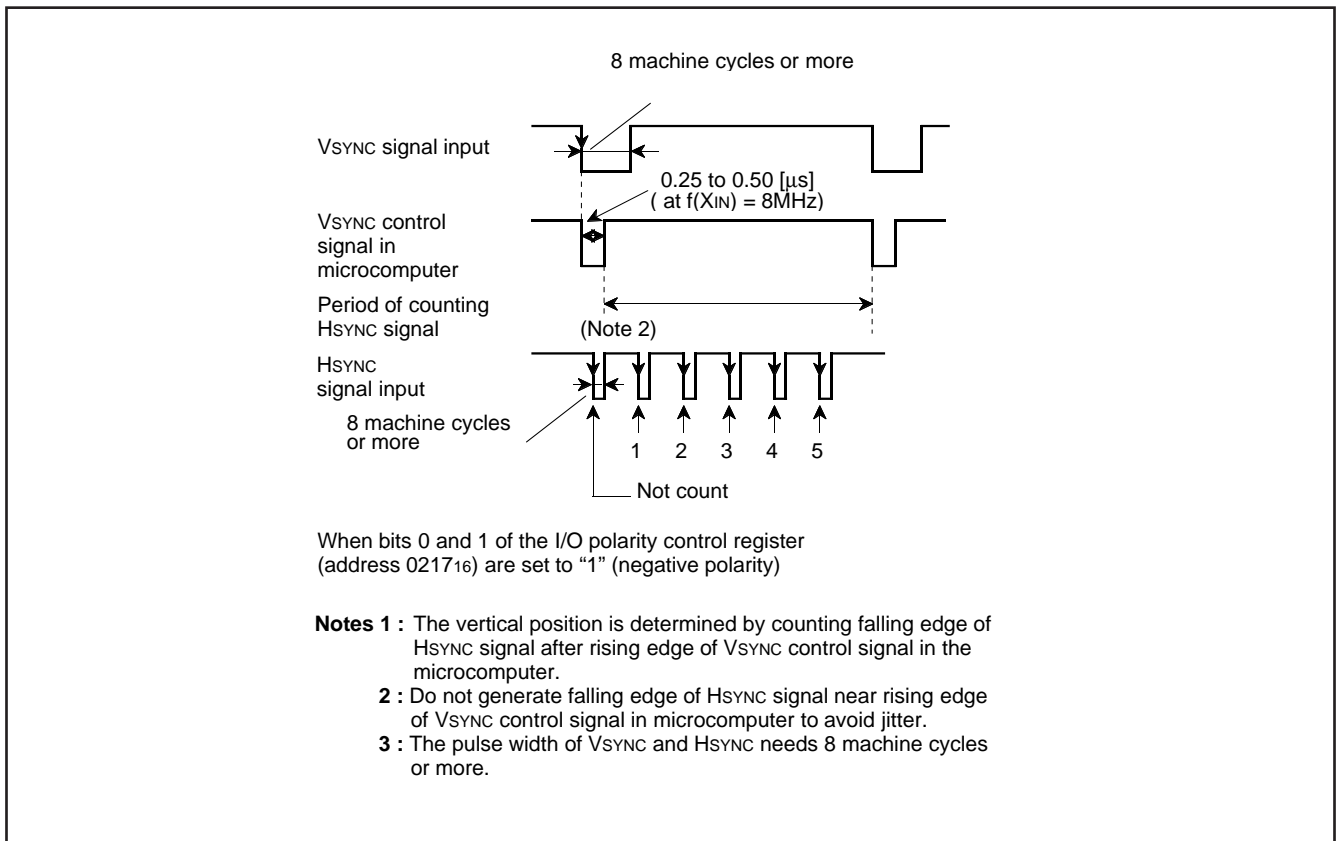 8 machine cycles or more
VSYNC signal input
0.25 to 0.50 [μs]
( at f(XIN) = 8MHz)
VSYNC control
signal in
microcomputer
Period of counting
HSYNC signal
(Note 2)
HSYNC
signal input
8 machine cycles
or more
1 2 3 4 5
Not count
When bits 0 and 1 of the I/O polarity control register
(address 021716) are set to “1” (negative polarity)
Notes 1 : The vertical position is determined by counting falling edge of
HSYNC signal after rising edge of VSYNC control signal in the
microcomputer.
2 : Do not generate falling edge of HSYNC signal near rising edge
of VSYNC control signal in microcomputer to avoid jitter.
3 : The pulse width of VSYNC and HSYNC needs 8 machine cycles
or more.